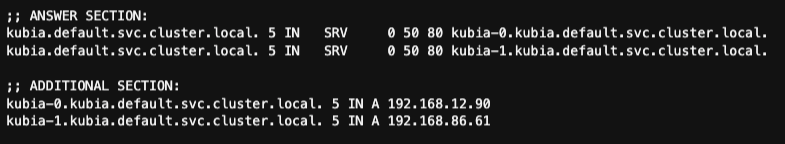 ;; ANSWER SECTION:
kubia.default.svc.cluster.local. 5 IN   SRV     0 50 80 kubia-0.kubia.default.svc.cluster.local.
kubia.default.svc.cluster.local. 5 IN   SRV     0 50 80 kubia-1.kubia.default.svc.cluster.local.
;; ADDITIONAL SECTION:
kubia-0.kubia.default.svc.cluster.local. 5 IN A 192.168.12.90
kubia-1.kubia.default.svc.cluster.local. 5 IN A 192.168.86.61